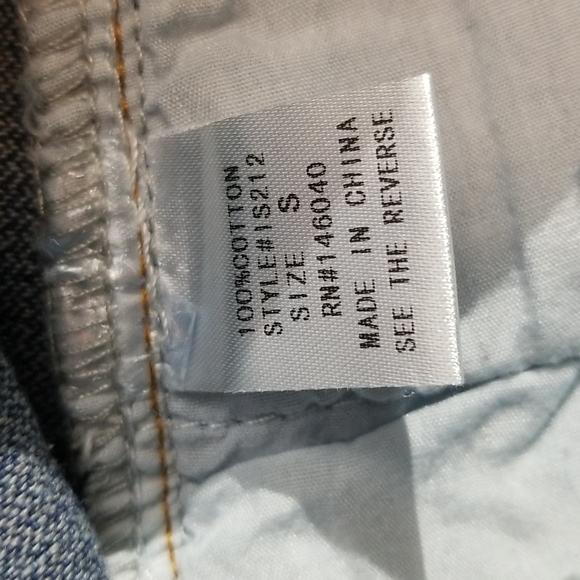 100%COTTON
STYLE#IS212
SIZE S
RN#146040
MADE IN CHINA
SEE THE REVERSE